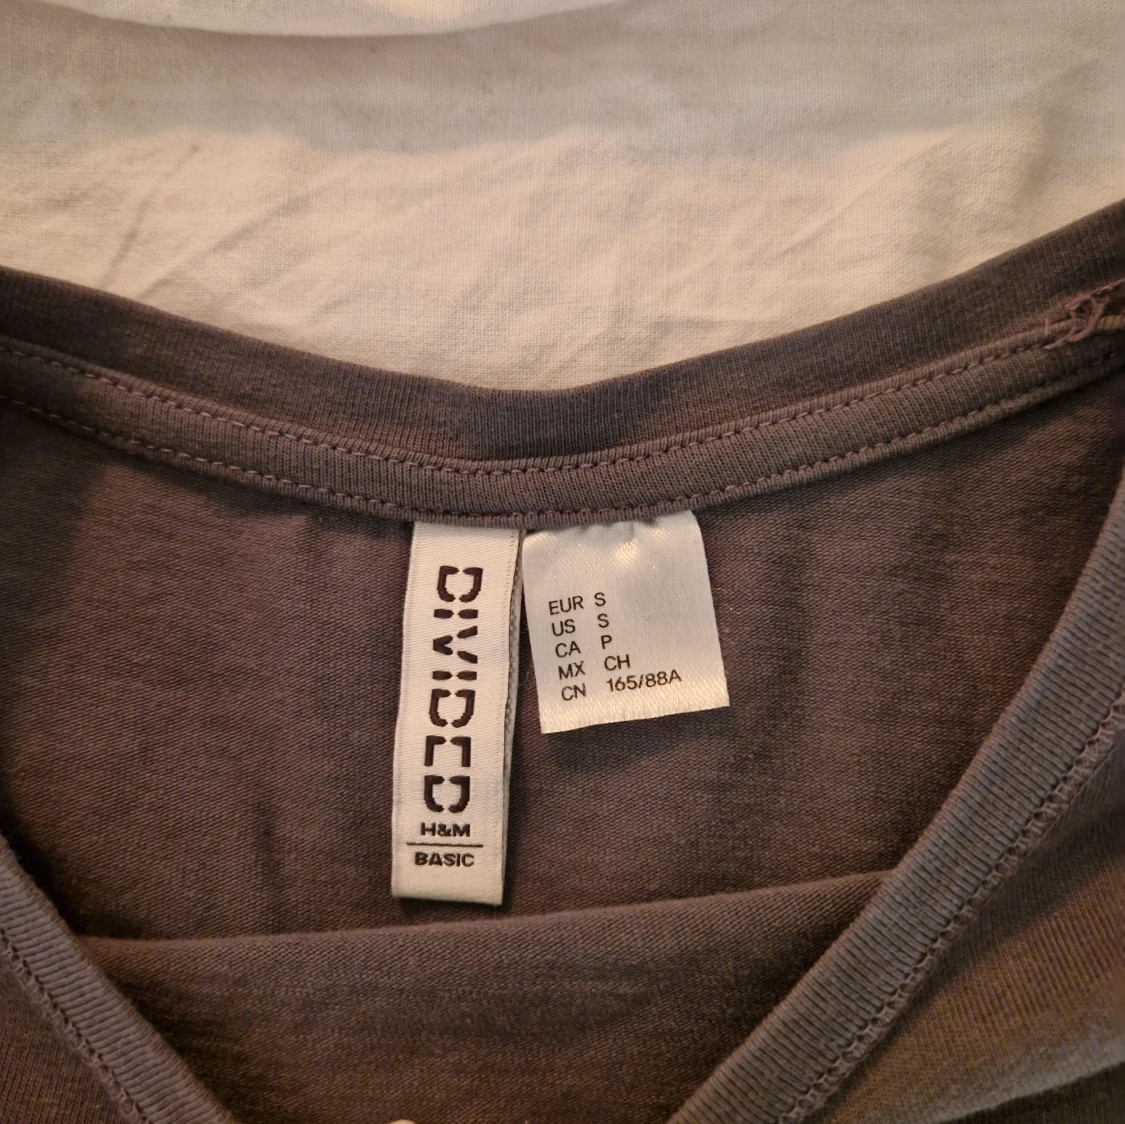 DIVIDED
H&M
BASIC
EUR S
US S
CA P
MX CH
CN 165/88A